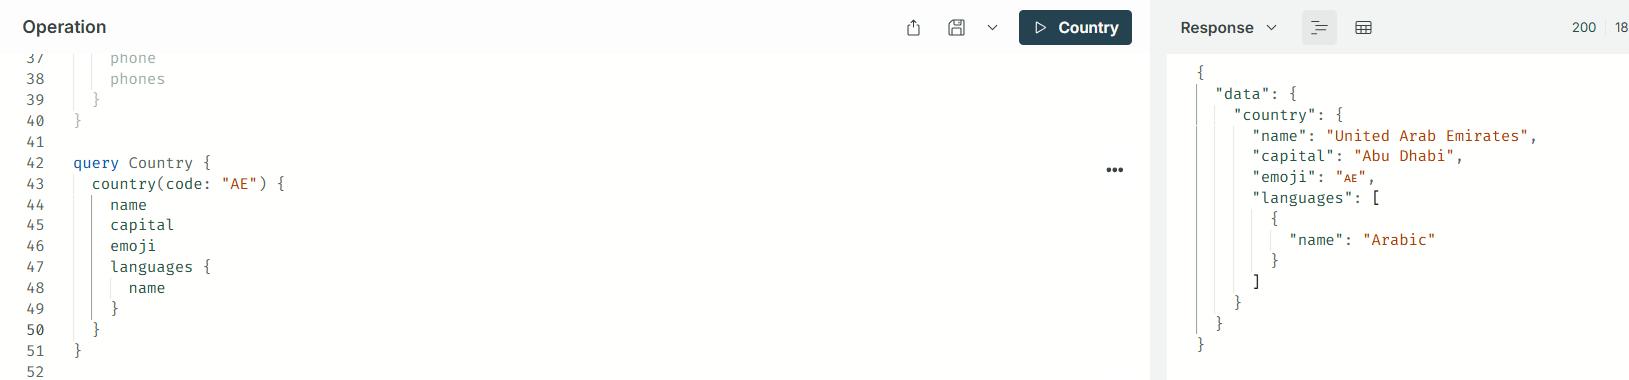 Operation
Country
37 phone
38 phones
39 }
40 }
41
42 query Country {
43 country(code: "AE") {
44 name
45 capital
46 emoji
47 languages {
48 name
49 }
50 }
51 }
52
Response
200
18
{
"data": {
"country": {
"name": "United Arab Emirates",
"capital": "Abu Dhabi",
"emoji": "🇦🇪",
"languages": [
{
"name": "Arabic"
}
]
}
}
}